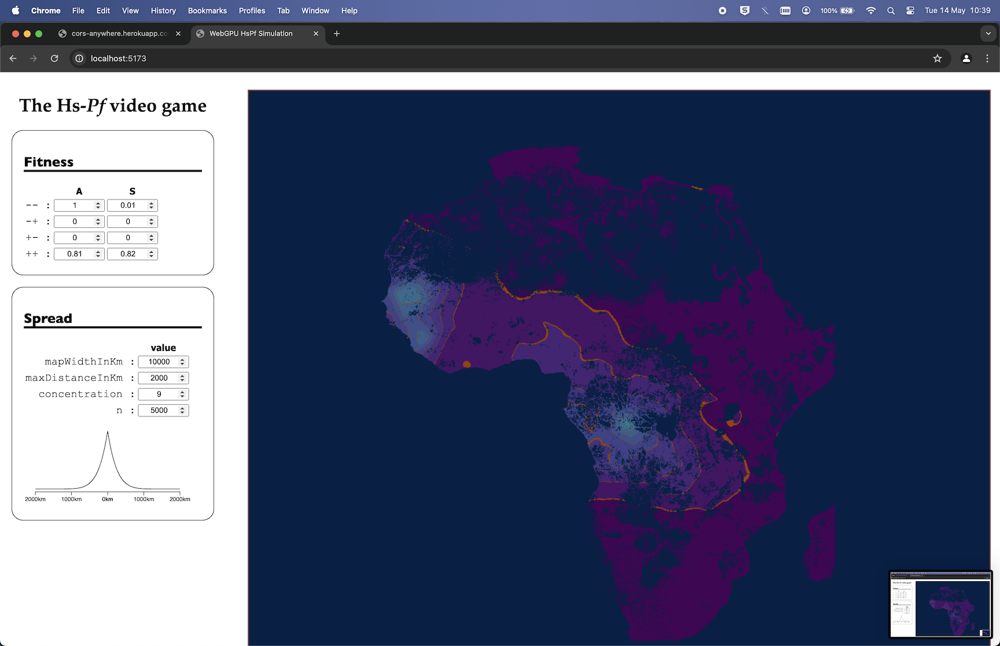 Chrome File Edit View History Bookmarks Profiles Tab Window Help 100% Tue 14 May 10:39
cors-anywhere.herokuapp.co WebGPU HsPf Simulation
localhost:5173
The Hs-Pf video game
Fitness
A S
-- : 1 0.01
-+ : 0 0
+- : 0 0
++ : 0.81 0.82
Spread
value
mapWidthInKm : 10000
maxDistanceInKm : 2000
concentration : 9
n : 5000
2000km 1000km 0km 1000km 2000km